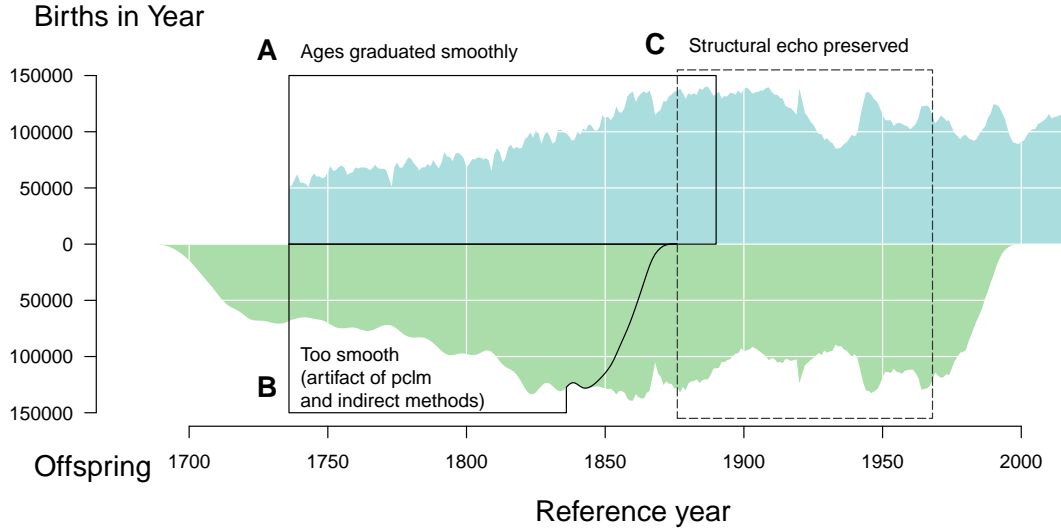 Births in Year
A Ages graduated smoothly
C Structural echo preserved
150000
100000
50000
0
50000
100000
150000
B Too smooth
(artifact of pclm
and indirect methods)
Offspring
1700 1750 1800 1850 1900 1950 2000
Reference year